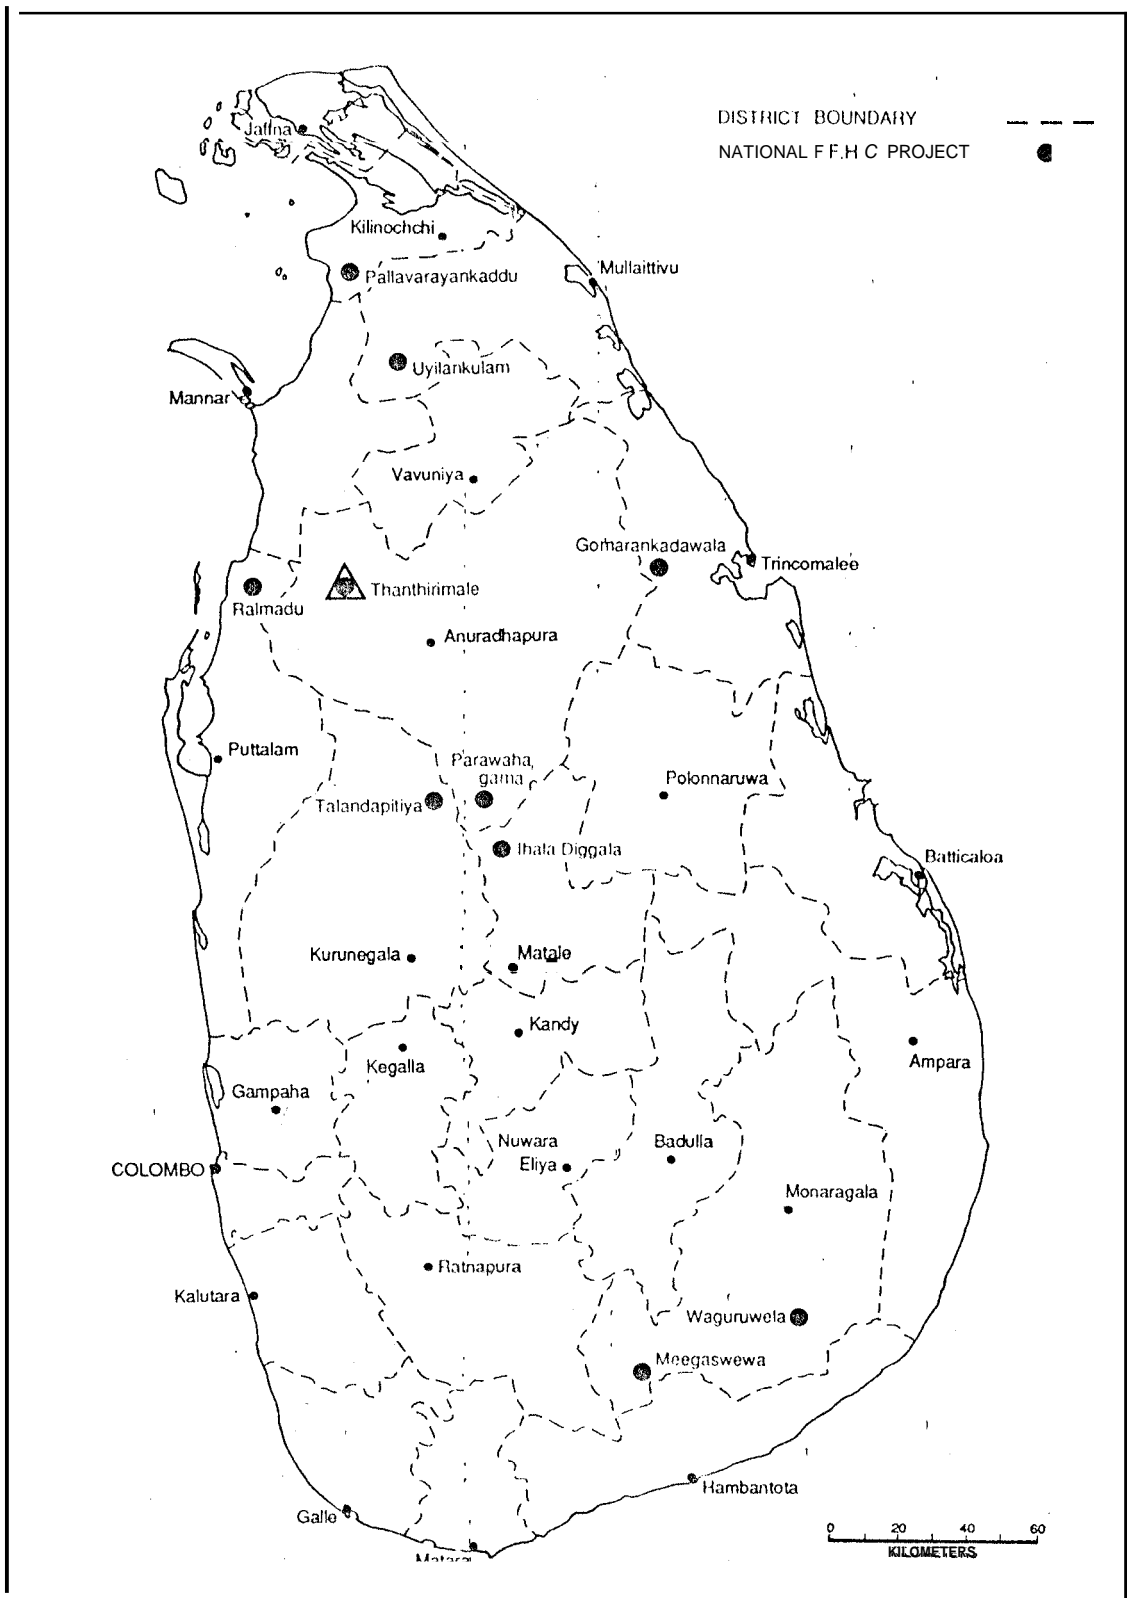 DISTRICT BOUNDARY
NATIONAL F F.H C PROJECT
Jaffna
Kilinochchi
Pallavarayankaddu
Mullaittivu
Uyilankulam
Mannar
Vavuniya
Gomarankadawala
Trincomalee
Thanthirimale
Ralmadu
Anuradhapura
Puttalam
Parawaha
gama
Polonnaruwa
Talandapitiya
Ihala Diggala
Batticaloa
Kurunegala
Matale
Kandy
Kegalla
Ampara
Gampaha
Nuwara
Eliya
Badulla
COLOMBO
Monaragala
Ratnapura
Kalutara
Waguruwela
Meegaswewa
Hambantota
Galle
Matara
0 20 40 60
KILOMETERS